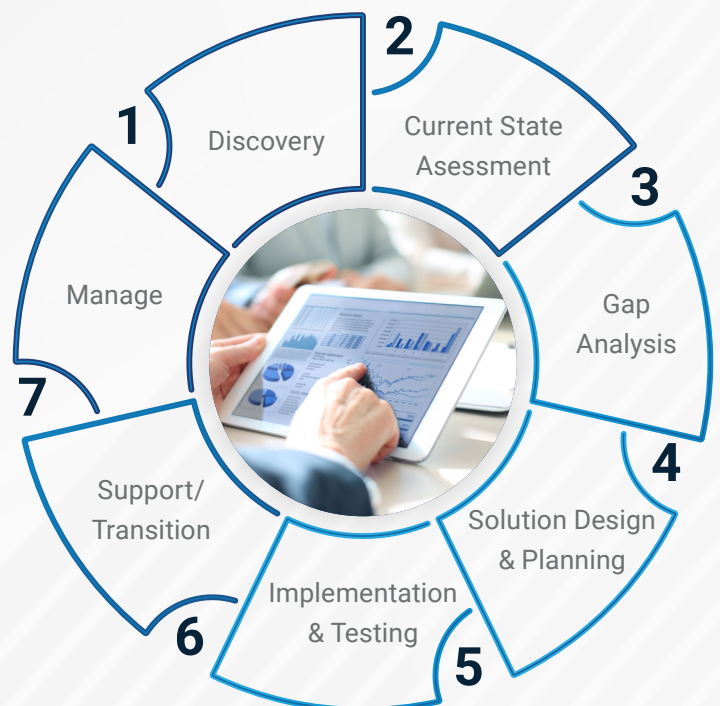 1
Discovery
2
Current State
Asessment
3
Gap
Analysis
4
Solution Design
& Planning
5
Implementation
& Testing
6
Support/
Transition
7
Manage